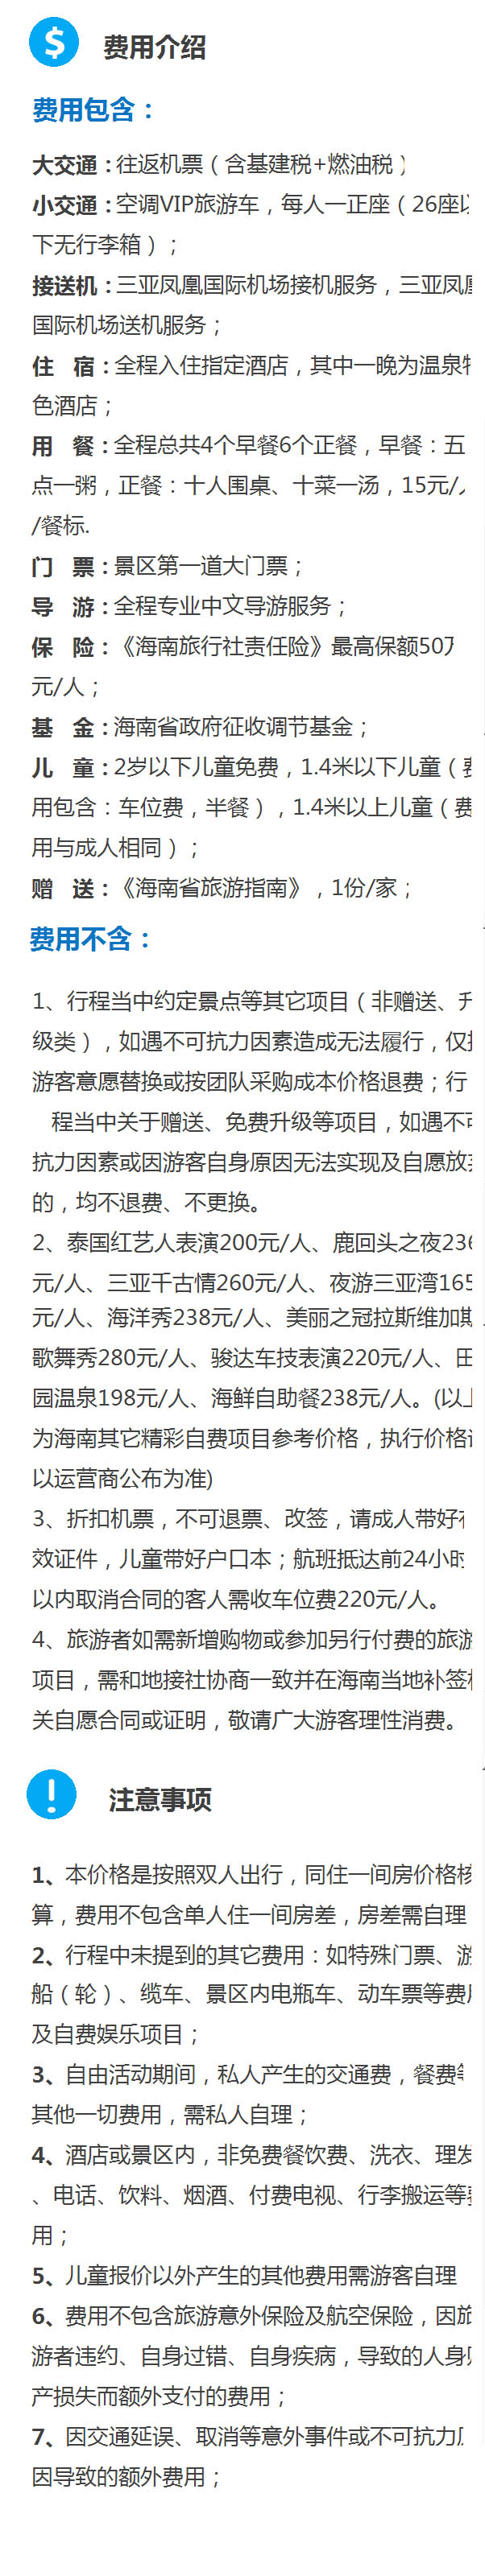 $ 费用介绍
费用包含：
大交通：往返机票（含基建税+燃油税）
小交通：空调VIP旅游车，每人一正座（26座以
下无行李箱）；
接送机：三亚凤凰国际机场接机服务，三亚凤凰
国际机场送机服务；
住 宿：全程入住指定酒店，其中一晚为温泉特
色酒店；
用 餐：全程总共4个早餐6个正餐，早餐：五
点一粥，正餐：十人围桌、十菜一汤，15元/人
/餐标.
门 票：景区第一道大门票；
导 游：全程专业中文导游服务；
保 险：《海南旅行社责任险》最高保额50万
元/人；
基 金：海南省政府征收调节基金；
儿 童：2岁以下儿童免费，1.4米以下儿童（费
用包含：车位费，半餐），1.4米以上儿童（费
用与成人相同）；
赠 送：《海南省旅游指南》，1份/家；
费用不含：
1、行程当中约定景点等其它项目（非赠送、升
级类），如遇不可抗力因素造成无法履行，仅按
游客意愿替换或按团队采购成本价格退费；行
程当中关于赠送、免费升级等项目，如遇不可
抗力因素或因游客自身原因无法实现及自愿放弃
的，均不退费、不更换。
2、泰国红艺人表演200元/人、鹿回头之夜236
元/人、三亚千古情260元/人、夜游三亚湾165
元/人、海洋秀238元/人、美丽之冠拉斯维加斯
歌舞秀280元/人、骏达车技表演220元/人、田
园温泉198元/人、海鲜自助餐238元/人。(以上
为海南其它精彩自费项目参考价格，执行价格请
以运营商公布为准)
3、折扣机票，不可退票、改签，请成人带好有
效证件，儿童带好户口本；航班抵达前24小时
以内取消合同的客人需收车位费220元/人。
4、旅游者如需新增购物或参加另行付费的旅游
项目，需和地接社协商一致并在海南当地补签相
关自愿合同或证明，敬请广大游客理性消费。
! 注意事项
1、本价格是按照双人出行，同住一间房价格核
算，费用不包含单人住一间房差，房差需自理
2、行程中未提到的其它费用：如特殊门票、游
船（轮）、缆车、景区内电瓶车、动车票等费用
及自费娱乐项目；
3、自由活动期间，私人产生的交通费，餐费等
其他一切费用，需私人自理；
4、酒店或景区内，非免费餐饮费、洗衣、理发
、电话、饮料、烟酒、付费电视、行李搬运等费
用；
5、儿童报价以外产生的其他费用需游客自理
6、费用不包含旅游意外保险及航空保险，因旅
游者违约、自身过错、自身疾病，导致的人身财
产损失而额外支付的费用；
7、因交通延误、取消等意外事件或不可抗力原
因导致的额外费用；